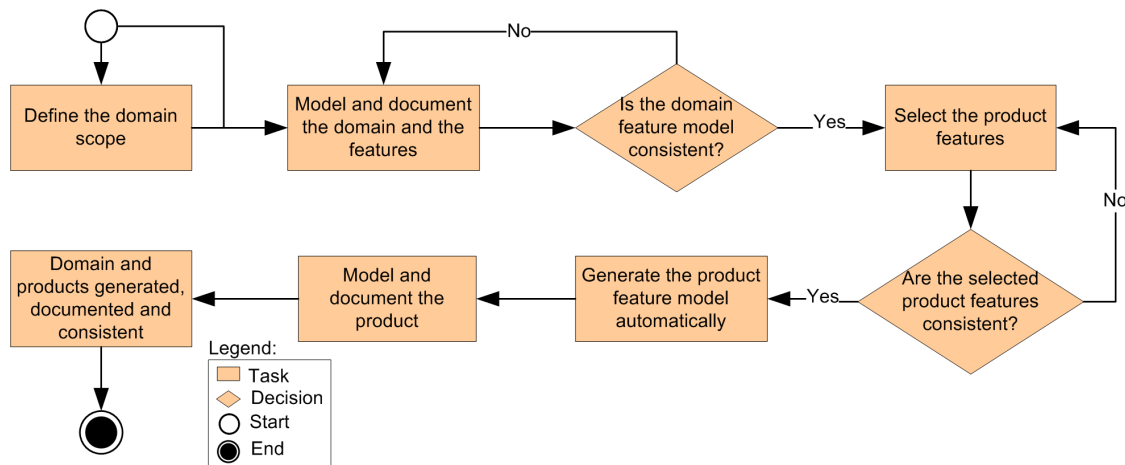 No
Define the domain
scope
Model and document
the domain and the
features
Is the domain
feature model
consistent?
Yes
Select the product
features
No
Domain and
products generated,
documented and
consistent
Model and
document the
product
Generate the product
feature model
automatically
Yes
Are the selected
product features
consistent?
Legend:
Task
Decision
Start
End